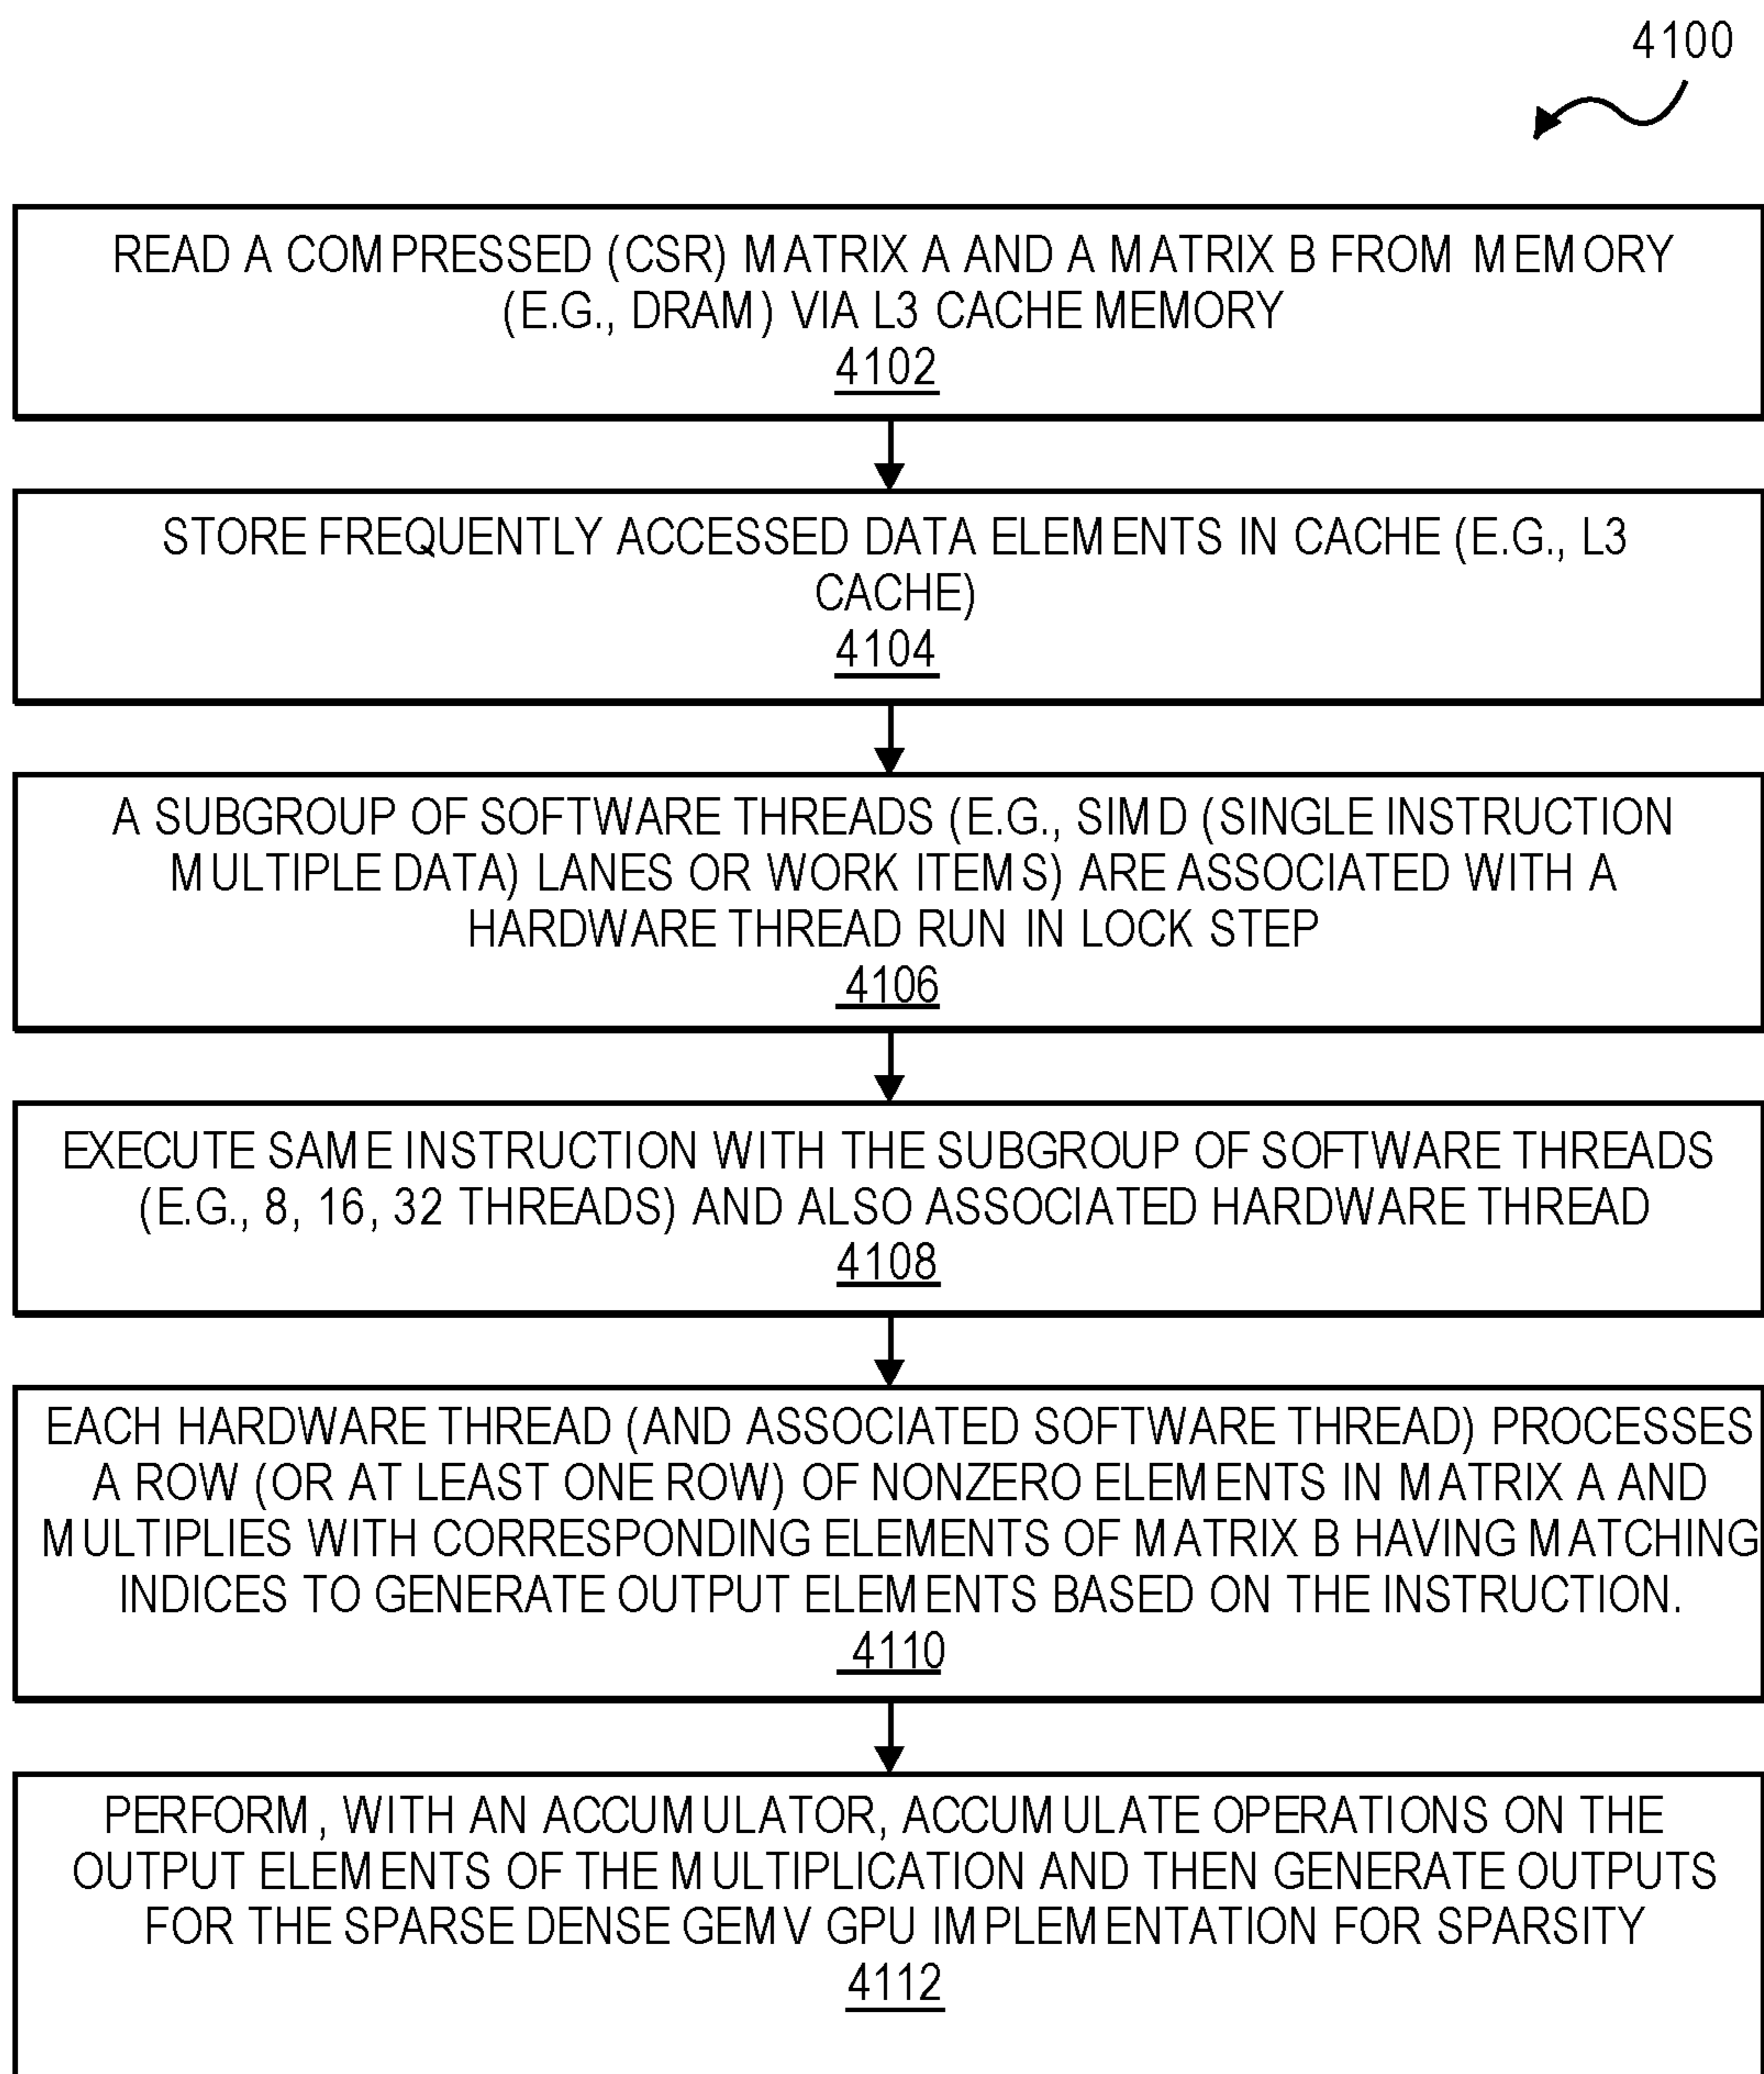 4100
READ A COMPRESSED (CSR) MATRIX A AND A MATRIX B FROM MEMORY
(E.G., DRAM) VIA L3 CACHE MEMORY
4102
STORE FREQUENTLY ACCESSED DATA ELEMENTS IN CACHE (E.G., L3
CACHE)
4104
A SUBGROUP OF SOFTWARE THREADS (E.G., SIMD (SINGLE INSTRUCTION
MULTIPLE DATA) LANES OR WORK ITEMS) ARE ASSOCIATED WITH A
HARDWARE THREAD RUN IN LOCK STEP
4106
EXECUTE SAME INSTRUCTION WITH THE SUBGROUP OF SOFTWARE THREADS
(E.G., 8, 16, 32 THREADS) AND ALSO ASSOCIATED HARDWARE THREAD
4108
EACH HARDWARE THREAD (AND ASSOCIATED SOFTWARE THREAD) PROCESSES
A ROW (OR AT LEAST ONE ROW) OF NONZERO ELEMENTS IN MATRIX A AND
MULTIPLIES WITH CORRESPONDING ELEMENTS OF MATRIX B HAVING MATCHING
INDICES TO GENERATE OUTPUT ELEMENTS BASED ON THE INSTRUCTION.
4110
PERFORM, WITH AN ACCUMULATOR, ACCUMULATE OPERATIONS ON THE
OUTPUT ELEMENTS OF THE MULTIPLICATION AND THEN GENERATE OUTPUTS
FOR THE SPARSE DENSE GEMV GPU IMPLEMENTATION FOR SPARSITY
4112